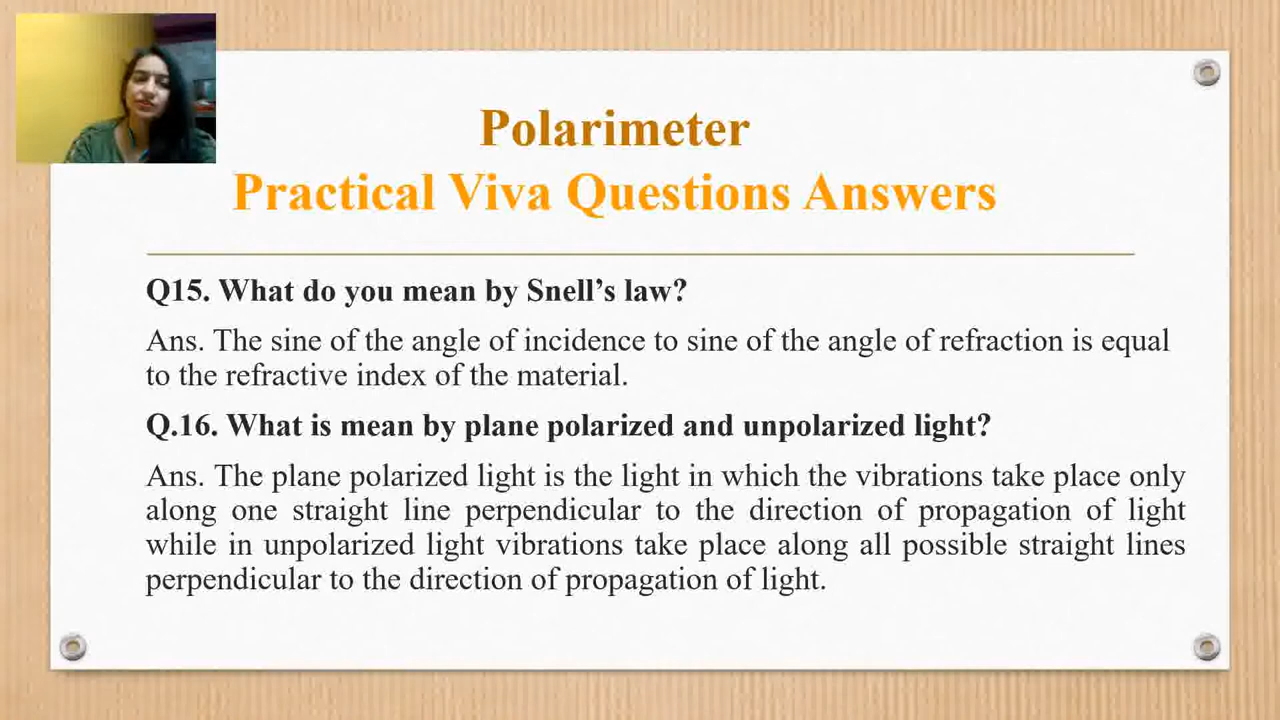 Polarimeter
Practical Viva Questions Answers
Q15. What do you mean by Snell’s law?
Ans. The sine of the angle of incidence to sine of the angle of refraction is equal
to the refractive index of the material.
Q.16. What is mean by plane polarized and unpolarized light?
Ans. The plane polarized light is the light in which the vibrations take place only
along one straight line perpendicular to the direction of propagation of light
while in unpolarized light vibrations take place along all possible straight lines
perpendicular to the direction of propagation of light.